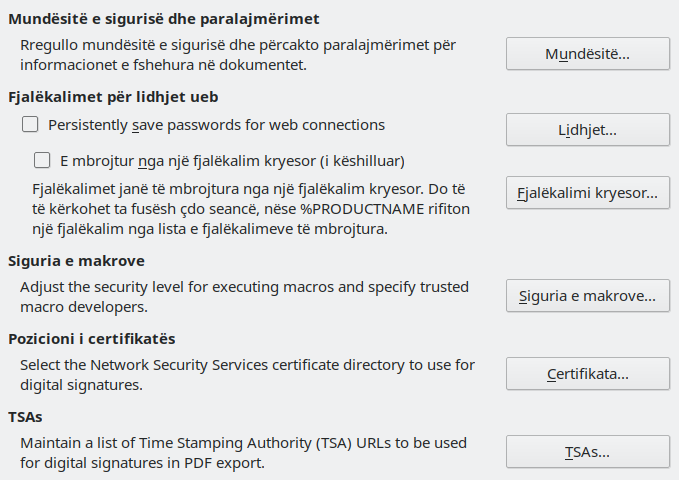 Mundësitë e sigurisë dhe paralajmërimet
Rregullo mundësitë e sigurisë dhe përcakto paralajmërimet për
informacionet e fshehura në dokumentet.
Mundësitë...
Fjalëkalimet për lidhjet ueb
Persistently save passwords for web connections
Lidhjet...
E mbrojtur nga një fjalëkalim kryesor (i këshilluar)
Fjalëkalimet janë të mbrojtura nga një fjalëkalim kryesor. Do të
të kërkohet ta fusësh çdo seancë, nëse %PRODUCTNAME rifiton
një fjalëkalim nga lista e fjalëkalimeve të mbrojtura.
Fjalëkalimi kryesor...
Siguria e makrove
Adjust the security level for executing macros and specify trusted
macro developers.
Siguria e makrove...
Pozicioni i certifikatës
Select the Network Security Services certificate directory to use for
digital signatures.
Certifikata...
TSAs
Maintain a list of Time Stamping Authority (TSA) URLs to be used
for digital signatures in PDF export.
TSAs...